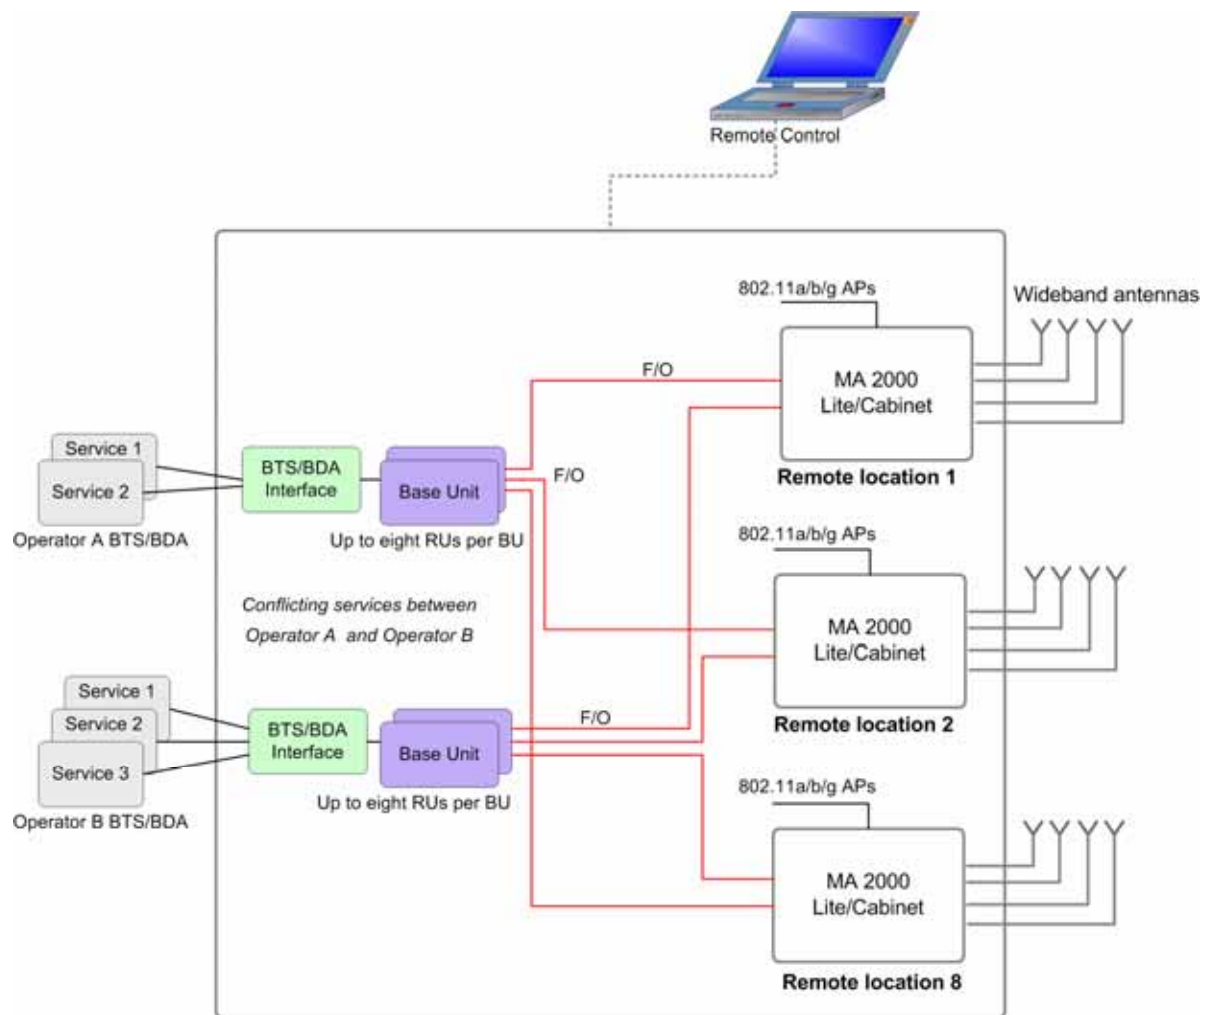 Remote Control
802.11a/b/g APs
Wideband antennas
F/O
MA 2000
Lite/Cabinet
Remote location 1
Service 1
Service 2
Operator A BTS/BDA
BTS/BDA
Interface
Base Unit
Up to eight RUs per BU
F/O
802.11a/b/g APs
Conflicting services between
Operator A and Operator B
MA 2000
Lite/Cabinet
Remote location 2
Service 1
Service 2
Service 3
Operator B BTS/BDA
BTS/BDA
Interface
Base Unit
Up to eight RUs per BU
F/O
802.11a/b/g APs
MA 2000
Lite/Cabinet
Remote location 8